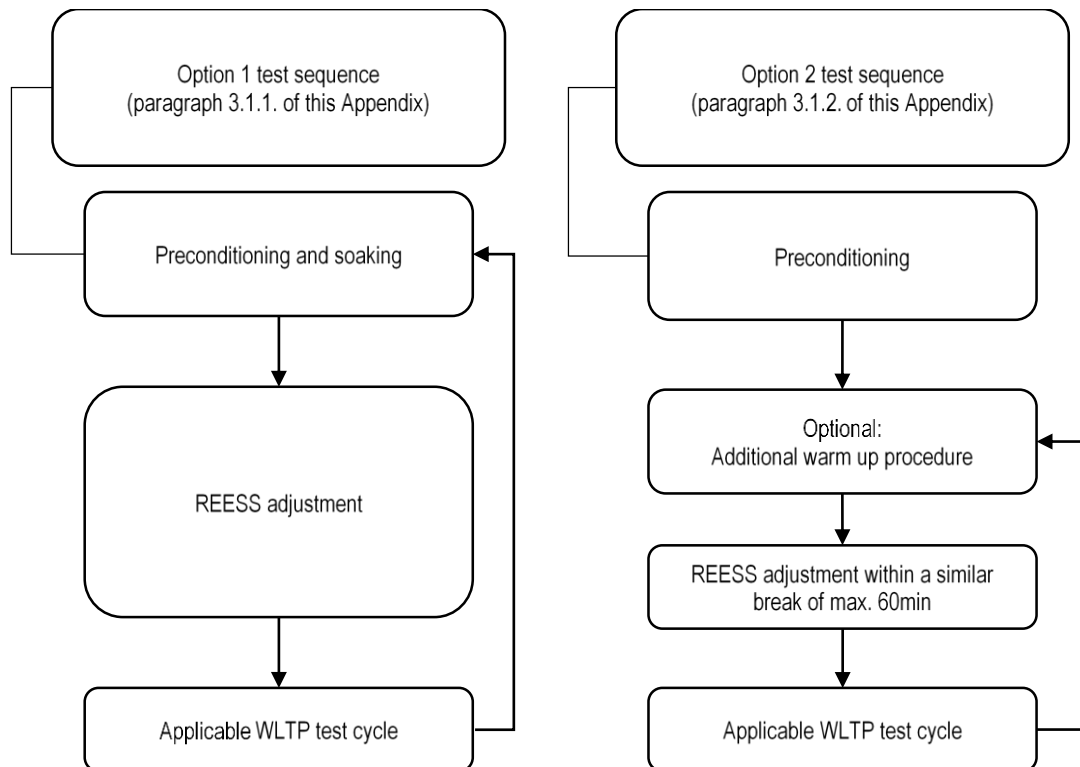 Option 1 test sequence
(paragraph 3.1.1. of this Appendix)
Preconditioning and soaking
REESS adjustment
Applicable WLTP test cycle
Option 2 test sequence
(paragraph 3.1.2. of this Appendix)
Preconditioning
Optional:
Additional warm up procedure
REESS adjustment within a similar
break of max. 60min
Applicable WLTP test cycle